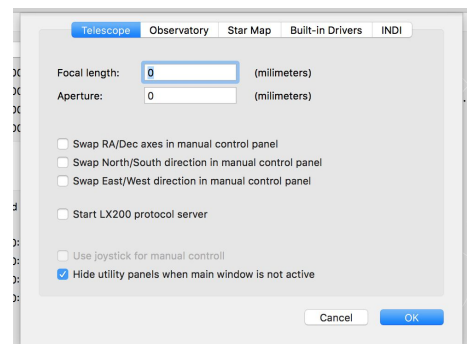 Telescope Observatory Star Map Built-in Drivers INDI
Focal length: 0 (milimeters)
Aperture: 0 (milimeters)
Swap RA/Dec axes in manual control panel
Swap North/South direction in manual control panel
Swap East/West direction in manual control panel
Start LX200 protocol server
Use joystick for manual controll
Hide utility panels when main window is not active
Cancel OK